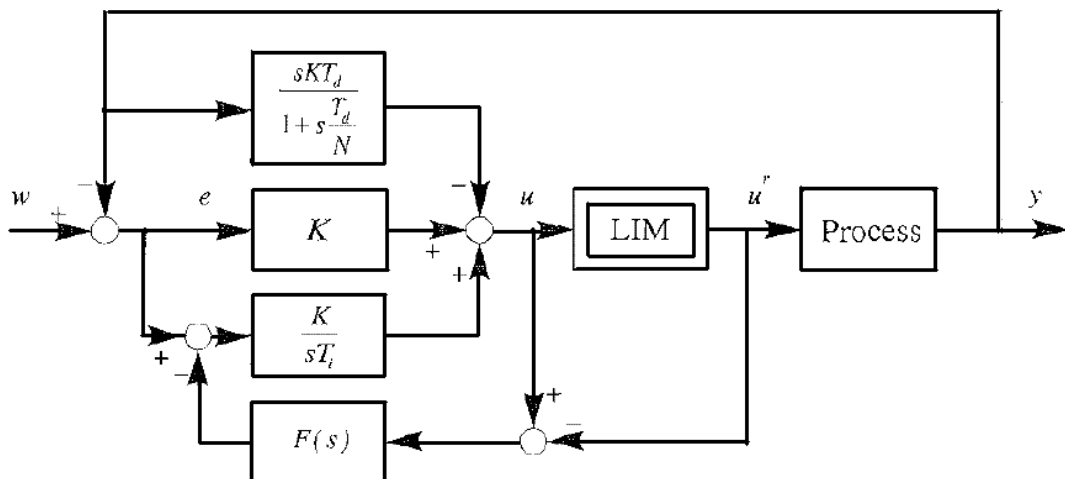 sKT_d
1 + s T_d
N
−
w
+
e
K
−
+
+
u
LIM
u^r
Process
y
+
−
K
sT_i
F(s)
+
−